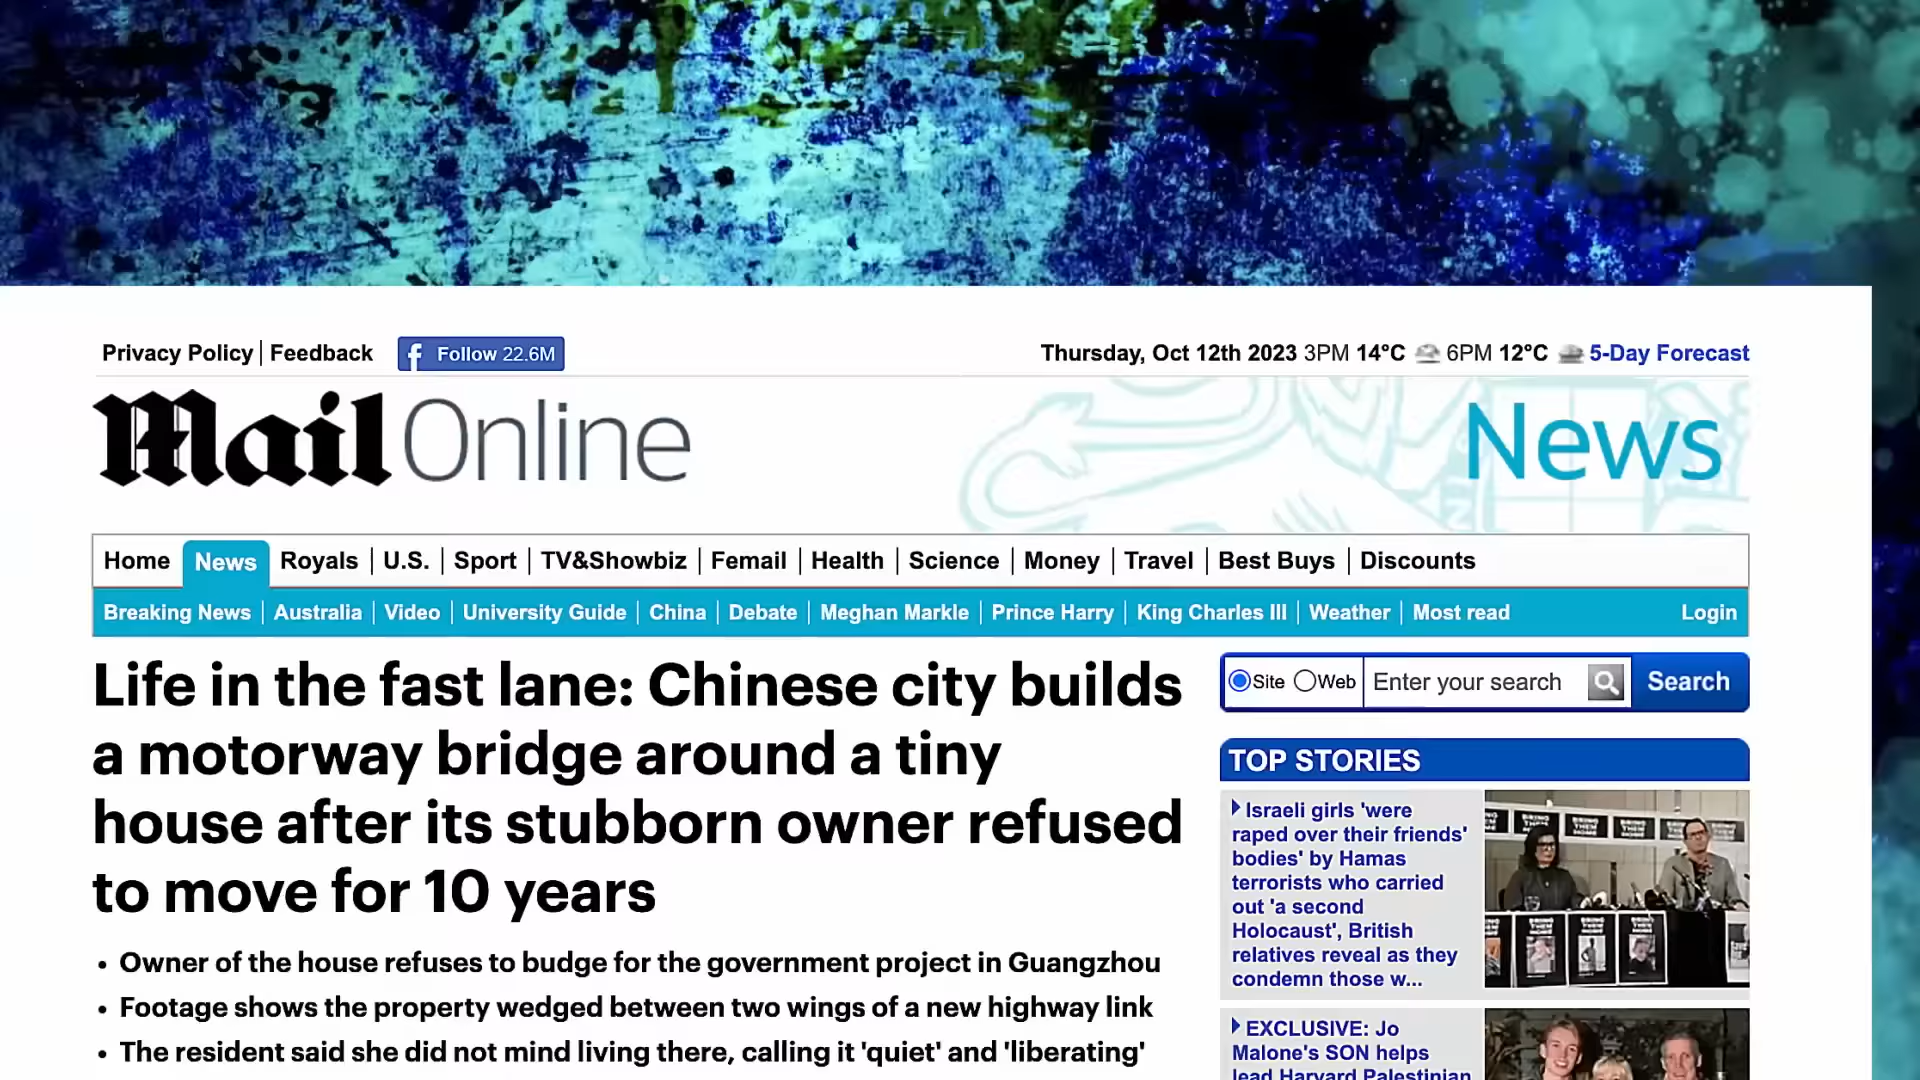 Privacy Policy Feedback Follow 22.6M Thursday, Oct 12th 2023 3PM 14°C 6PM 12°C 5-Day Forecast
Mail Online News
Home News Royals U.S. Sport TV&Showbiz Femail Health Science Money Travel Best Buys Discounts
Breaking News Australia Video University Guide China Debate Meghan Markle Prince Harry King Charles III Weather Most read Login
Life in the fast lane: Chinese city builds
a motorway bridge around a tiny
house after its stubborn owner refused
to move for 10 years
• Owner of the house refuses to budge for the government project in Guangzhou
• Footage shows the property wedged between two wings of a new highway link
• The resident said she did not mind living there, calling it 'quiet' and 'liberating'
Site Web Enter your search Search
TOP STORIES
Israeli girls 'were
raped over their friends'
bodies' by Hamas
terrorists who carried
out 'a second
Holocaust', British
relatives reveal as they
condemn those w...
EXCLUSIVE: Jo
Malone's SON helps
lead Harvard Palestinian